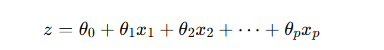 z = θ₀ + θ₁x₁ + θ₂x₂ + ⋯ + θₚxₚ